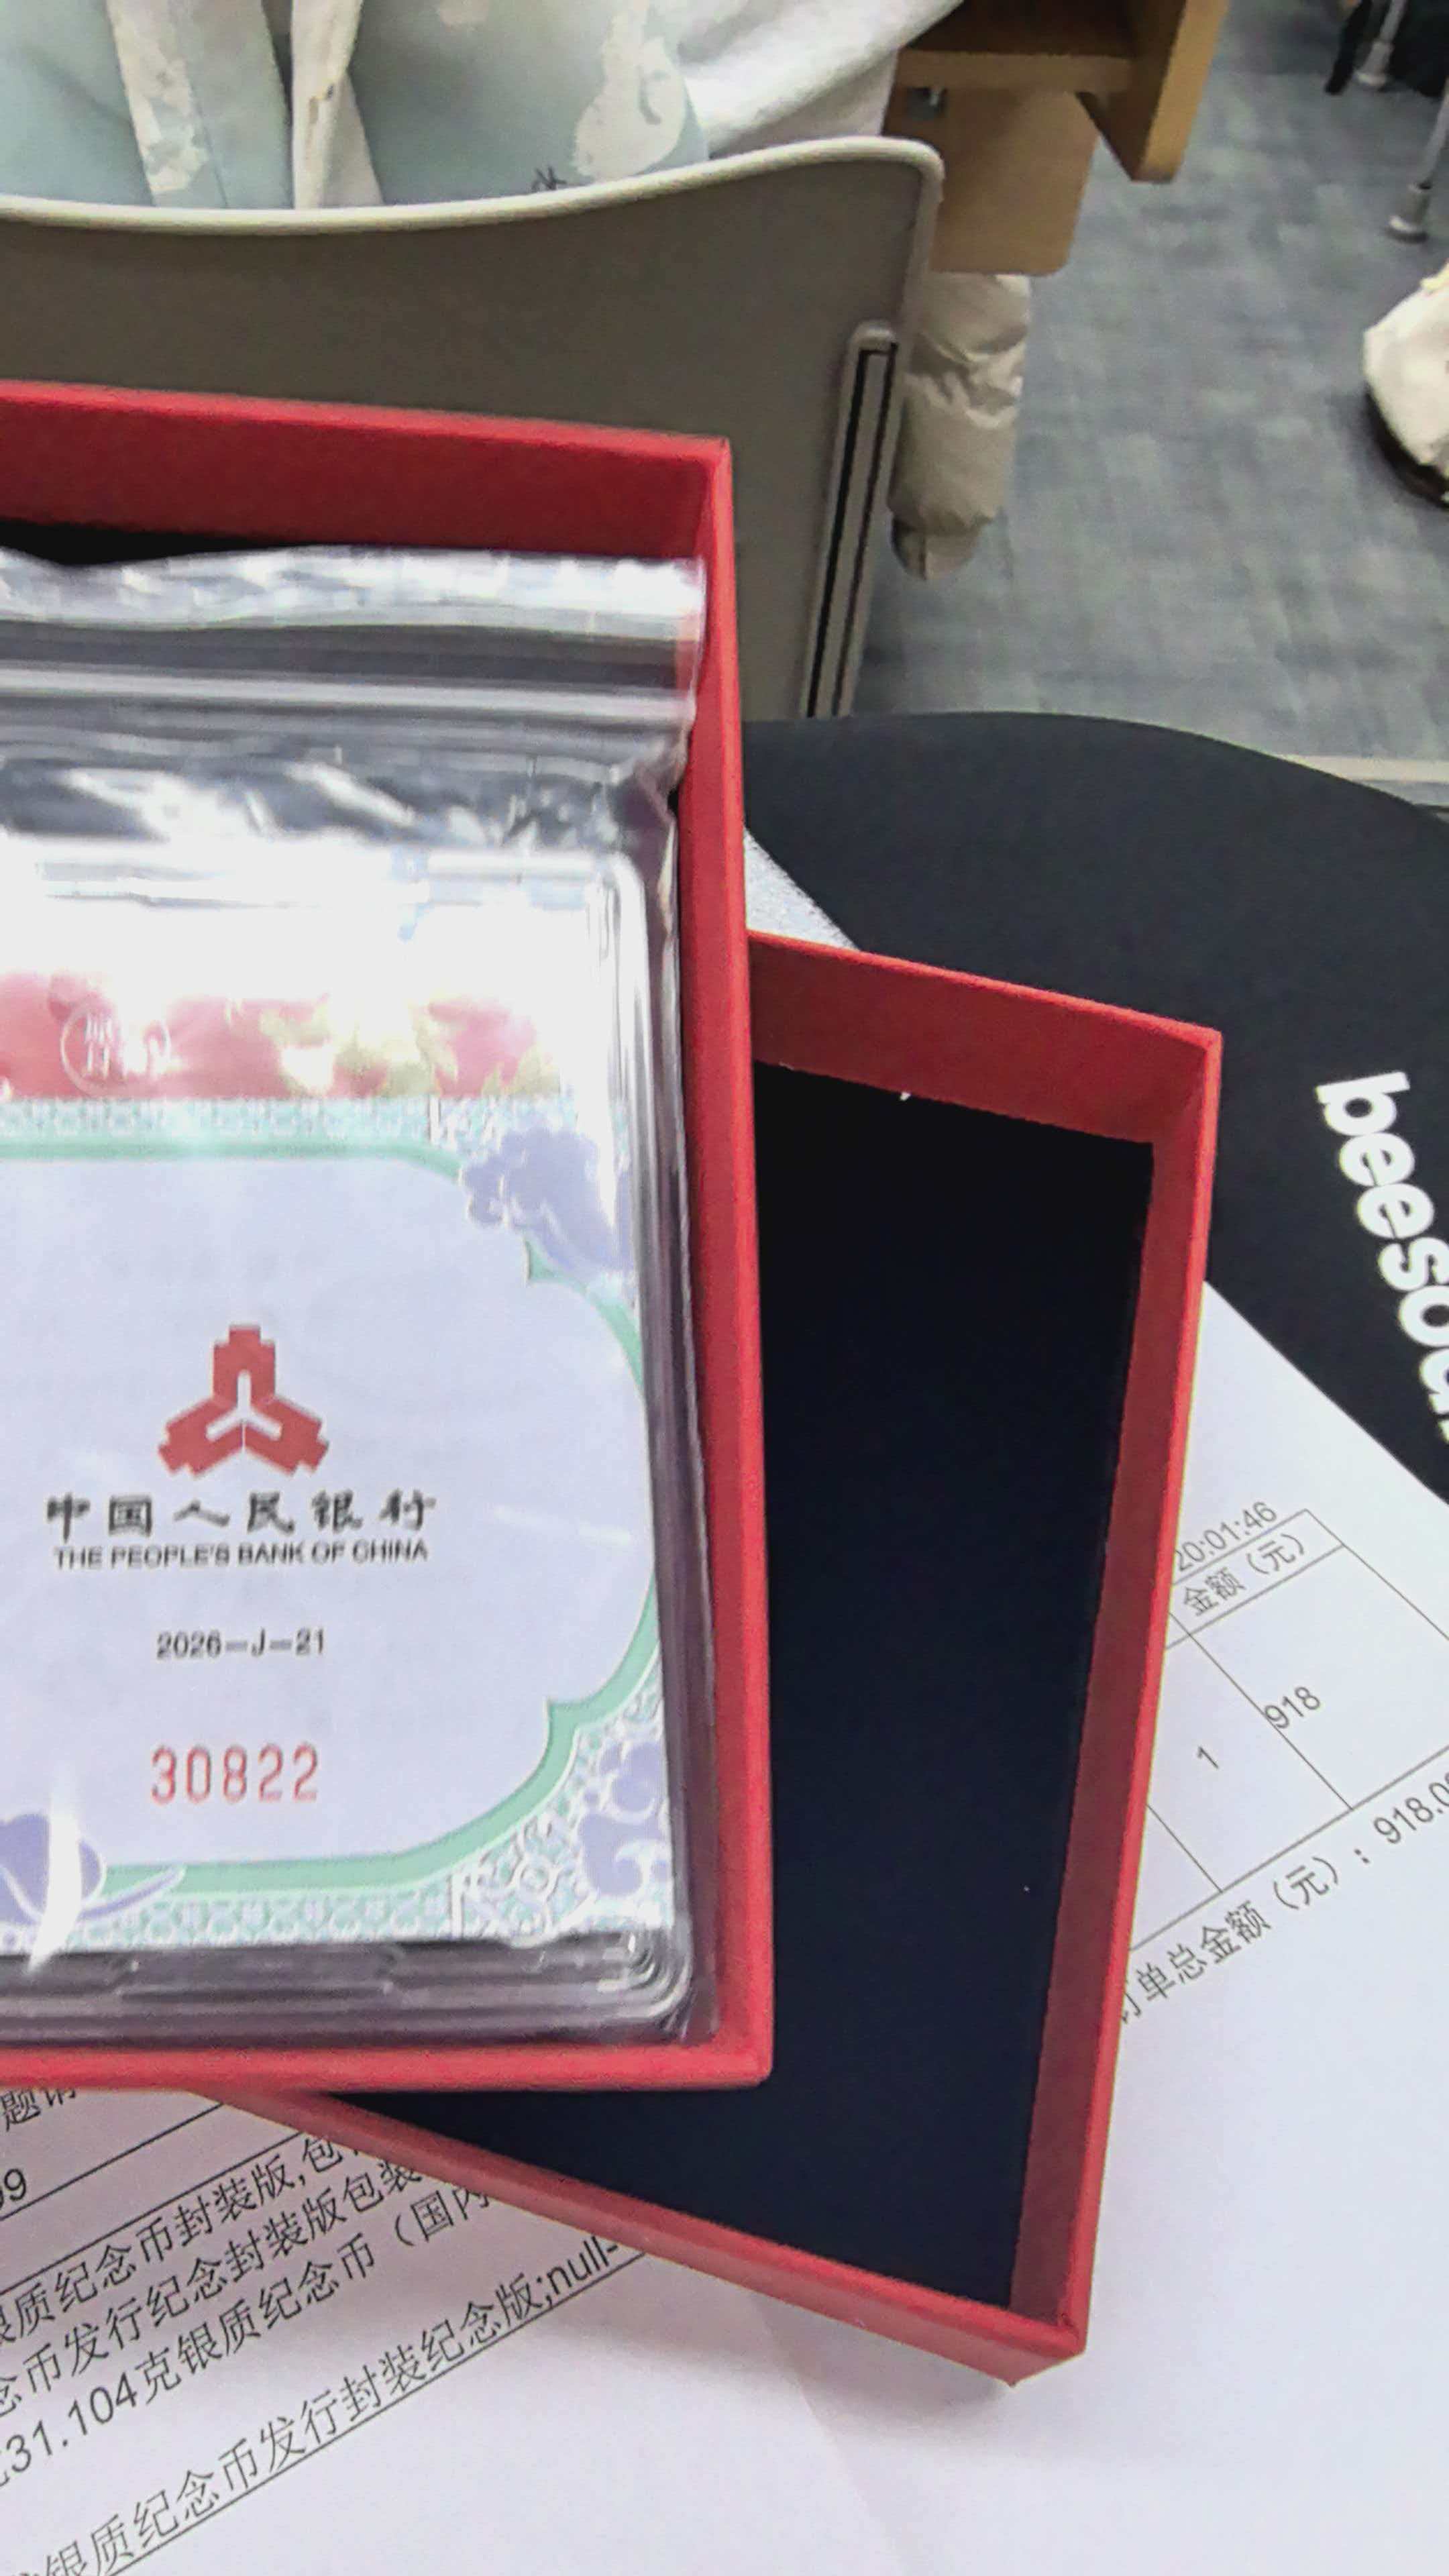 中国人民银行
THE PEOPLE'S BANK OF CHINA
2026-J-21
30822
beesou
20:01:46
金额（元）
1
918
单总金额（元）：918.0
题
99
质纪念币封装版,包
念币发行纪念封装版包装
31.104克银质纪念币（国内
银质纪念币发行封装纪念版;null-